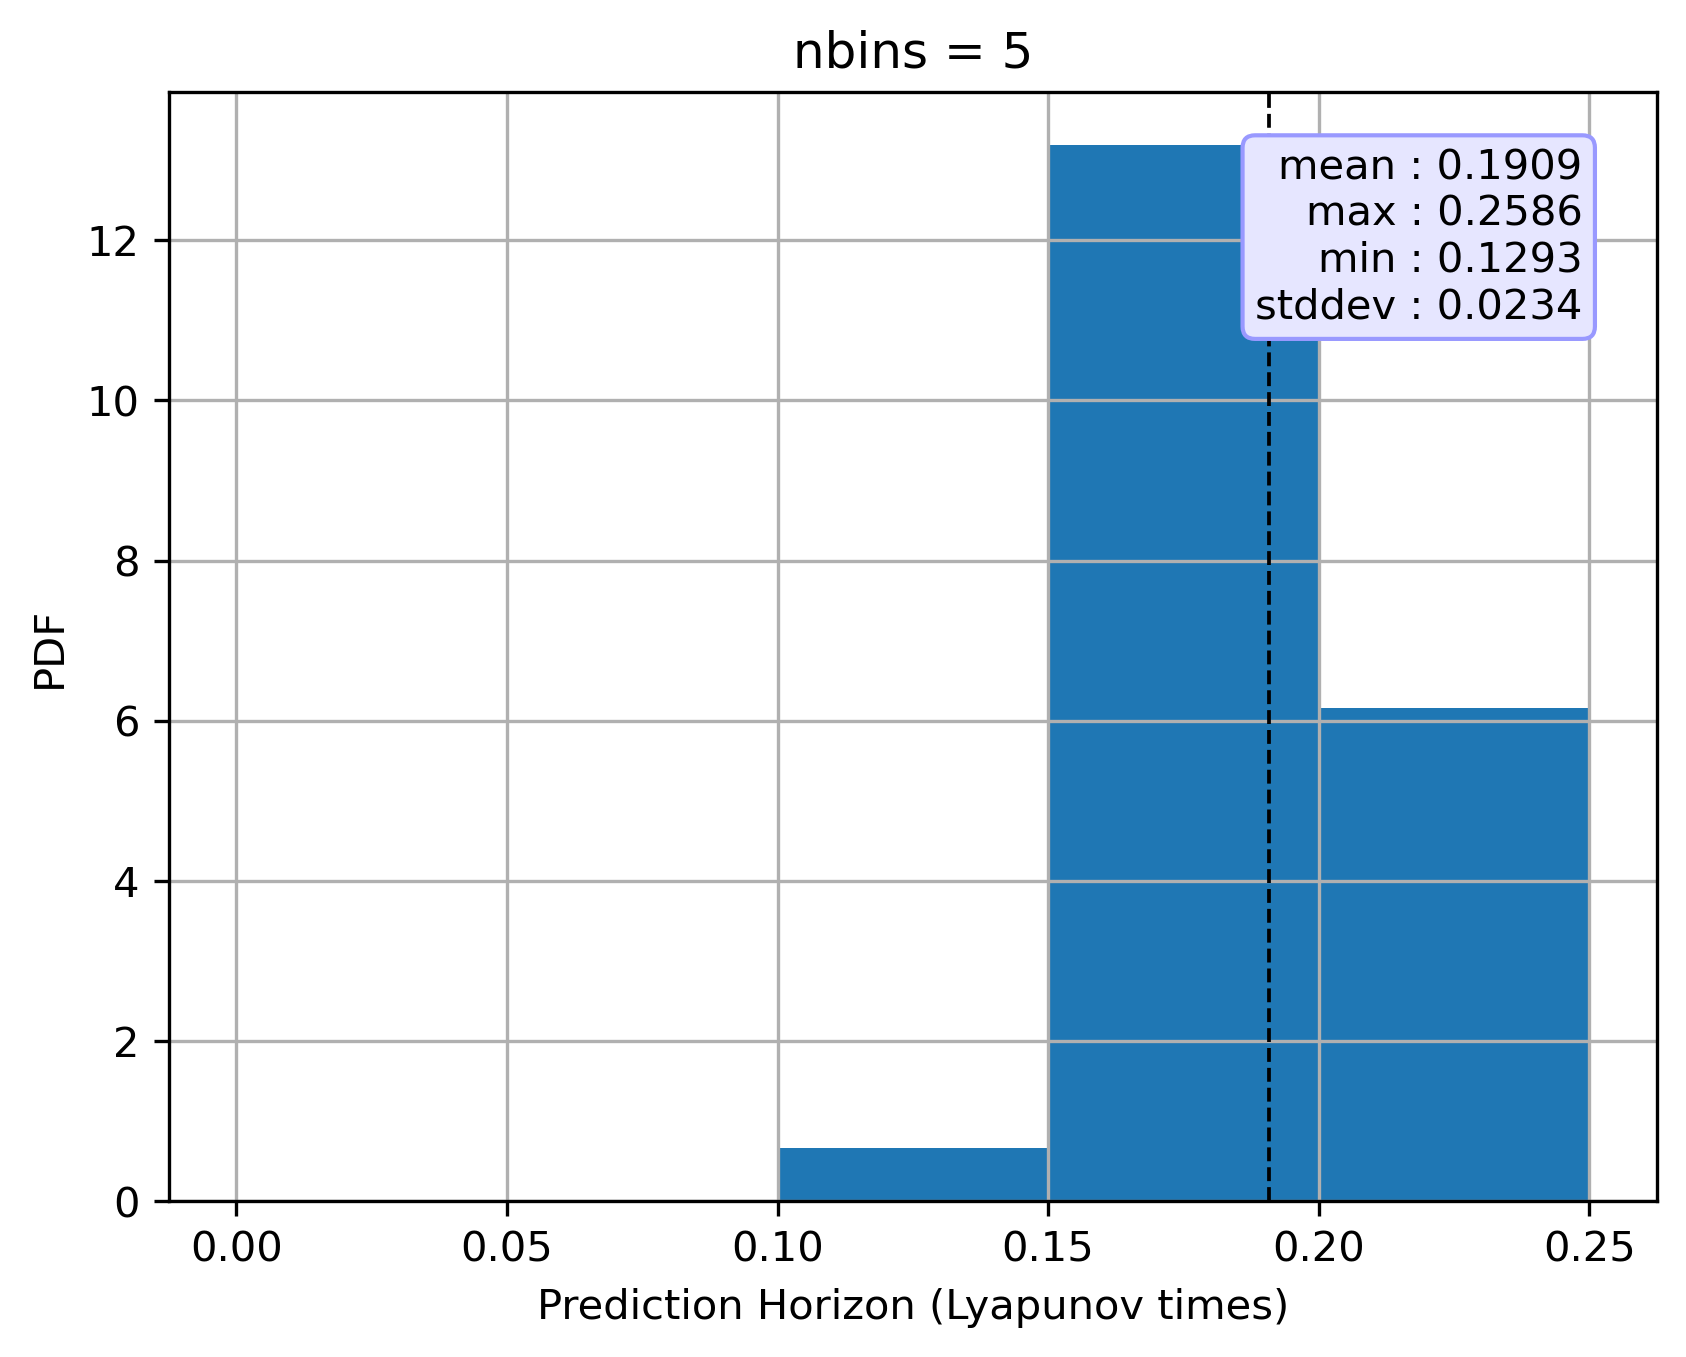 nbins = 5
mean : 0.1909
max : 0.2586
min : 0.1293
stddev : 0.0234
12
10
8
6
4
2
0
PDF
0.00 0.05 0.10 0.15 0.20 0.25
Prediction Horizon (Lyapunov times)